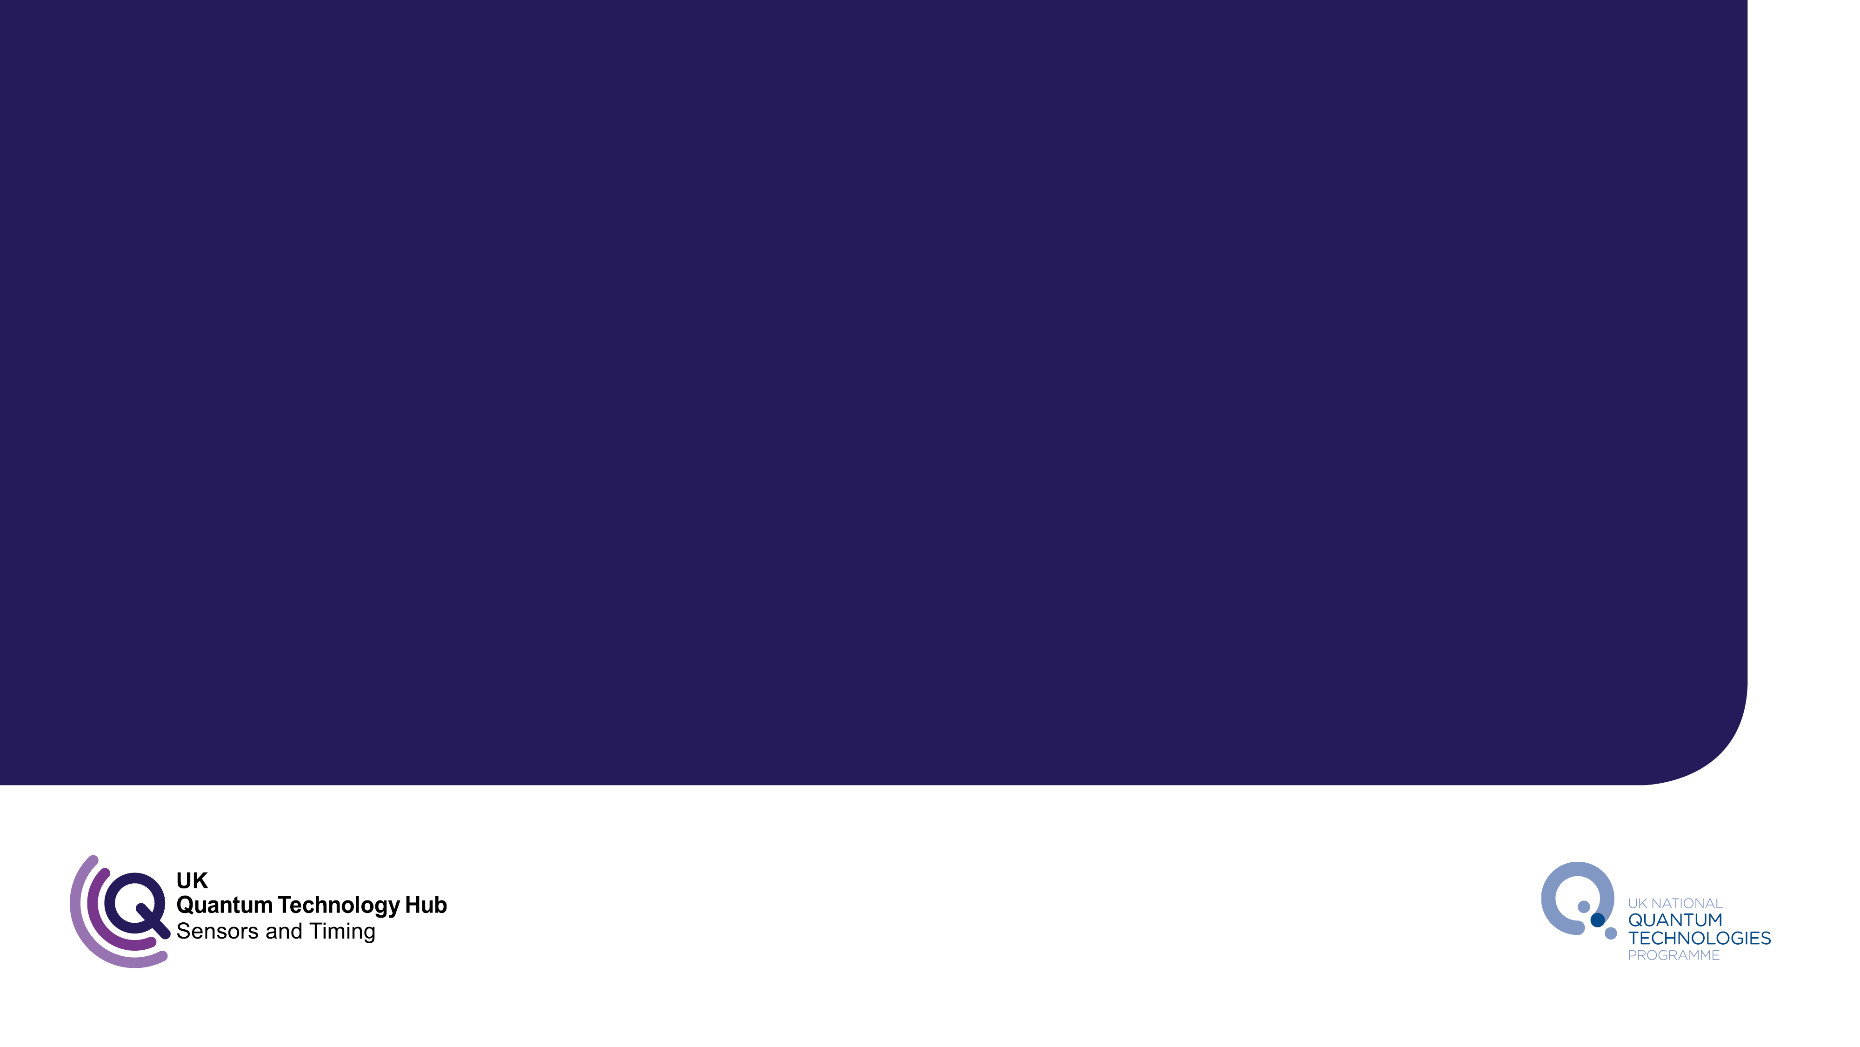 UK
Quantum Technology Hub
Sensors and Timing
UK NATIONAL
QUANTUM
TECHNOLOGIES
PROGRAMME